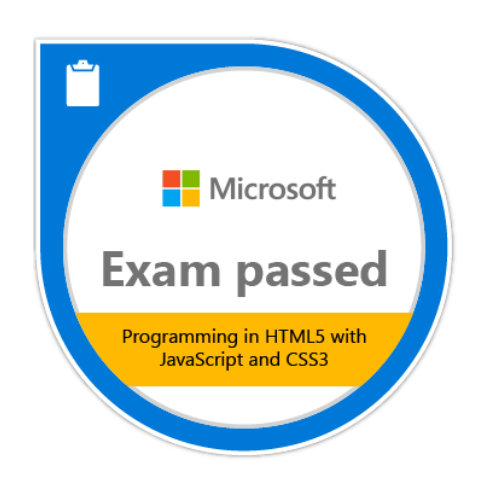 Microsoft
Exam passed
Programming in HTML5 with
JavaScript and CSS3